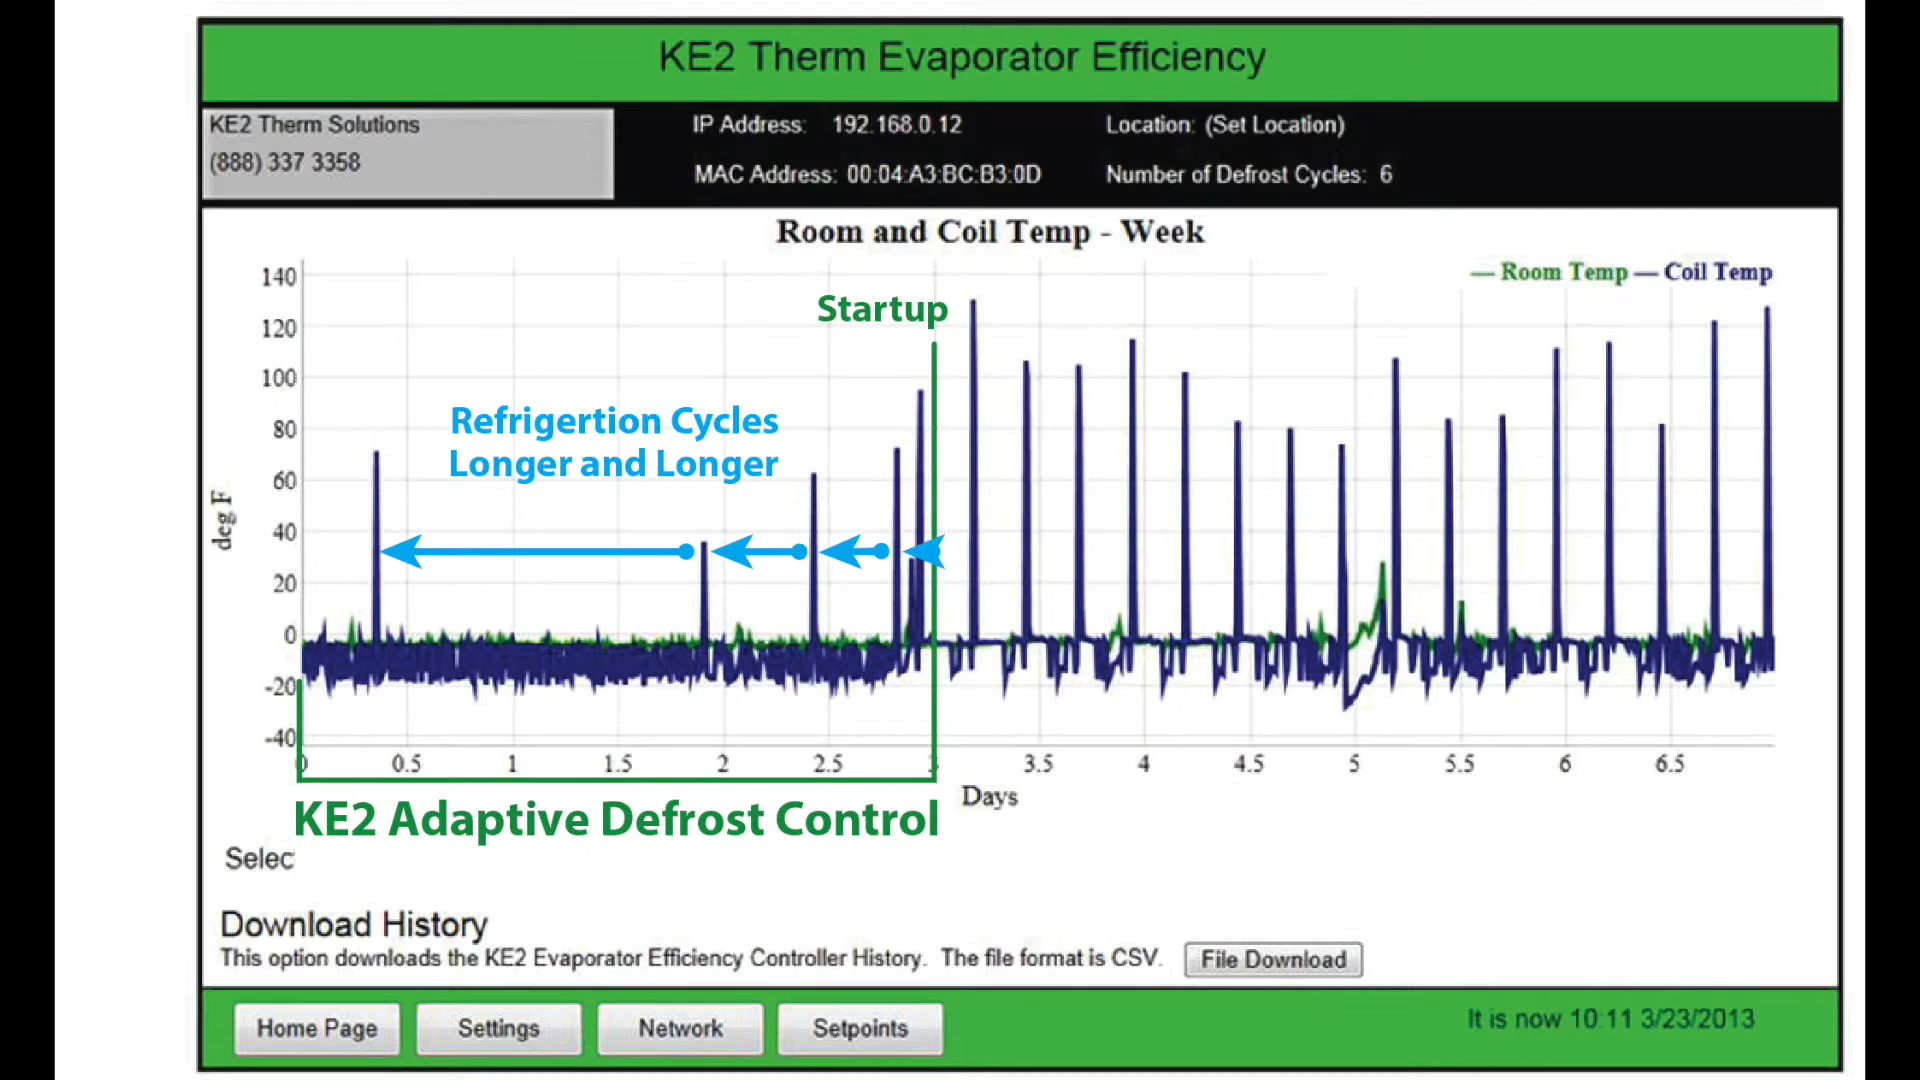 KE2 Therm Evaporator Efficiency
KE2 Therm Solutions
(888) 337 3358
IP Address: 192.168.0.12
MAC Address: 00:04:A3:BC:B3:0D
Location: (Set Location)
Number of Defrost Cycles: 6
Room and Coil Temp - Week
— Room Temp — Coil Temp
Startup
Refrigertion Cycles
Longer and Longer
deg F
140
120
100
80
60
40
20
0
-20
-40
0 0.5 1 1.5 2 2.5 3 3.5 4 4.5 5 5.5 6 6.5
Days
KE2 Adaptive Defrost Control
Selec
Download History
This option downloads the KE2 Evaporator Efficiency Controller History. The file format is CSV.
File Download
Home Page
Settings
Network
Setpoints
It is now 10:11 3/23/2013